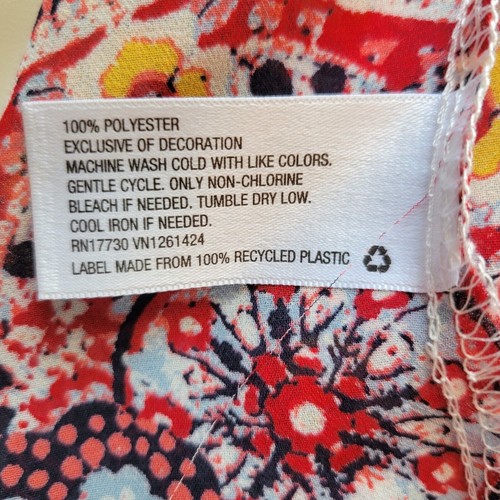 100% POLYESTER
EXCLUSIVE OF DECORATION
MACHINE WASH COLD WITH LIKE COLORS.
GENTLE CYCLE. ONLY NON-CHLORINE
BLEACH IF NEEDED. TUMBLE DRY LOW.
COOL IRON IF NEEDED.
RN17730 VN1261424
LABEL MADE FROM 100% RECYCLED PLASTIC